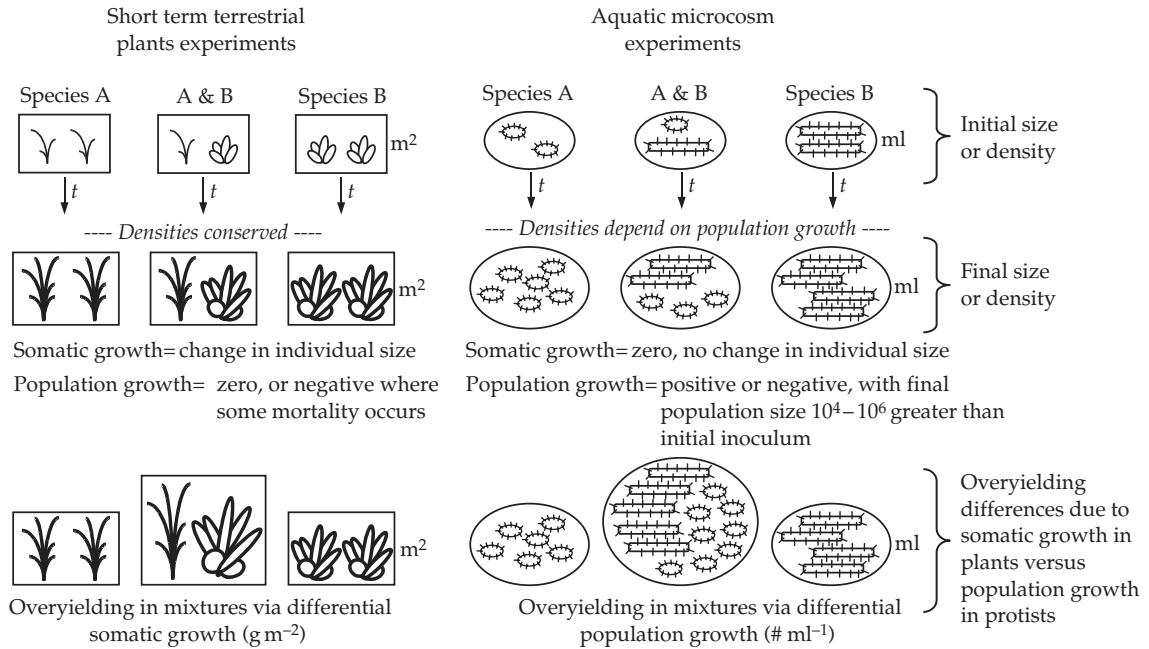 Short term terrestrial
plants experiments
Species A
A & B
Species B
m²
t
t
t
---- Densities conserved ----
m²
Somatic growth= change in individual size
Population growth= zero, or negative where
some mortality occurs
m²
Overyielding in mixtures via differential
somatic growth (g m⁻²)
Aquatic microcosm
experiments
Species A
A & B
Species B
ml
t
t
t
---- Densities depend on population growth ----
ml
Somatic growth= zero, no change in individual size
Population growth= positive or negative, with final
population size 10⁴–10⁶ greater than
initial inoculum
ml
Overyielding in mixtures via differential
population growth (# ml⁻¹)
Initial size
or density
Final size
or density
Overyielding
differences due to
somatic growth in
plants versus
population growth
in protists